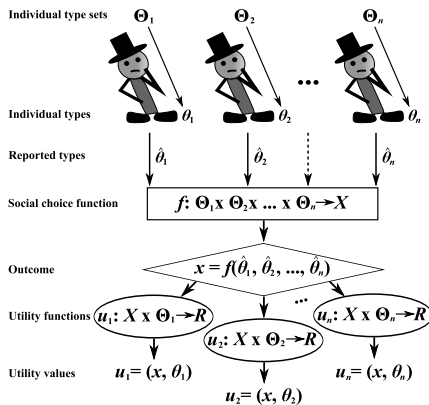 Individual type sets Θ₁ Θ₂ Θₙ
...
Individual types θ₁ θ₂ θₙ
Reported types θ̂₁ θ̂₂ θ̂ₙ
Social choice function f: Θ₁ x Θ₂ x ... x Θₙ→X
Outcome x = f(θ̂₁, θ̂₂, ..., θ̂ₙ)
...
Utility functions u₁: X x Θ₁→R u₂: X x Θ₂→R uₙ: X x Θₙ→R
Utility values u₁= (x, θ₁) u₂= (x, θ₂) uₙ= (x, θₙ)